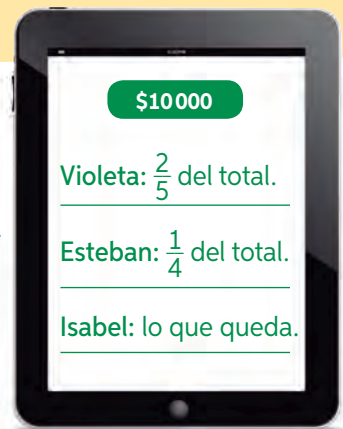 $10 000
Violeta: 2/5 del total.
Esteban: 1/4 del total.
Isabel: lo que queda.